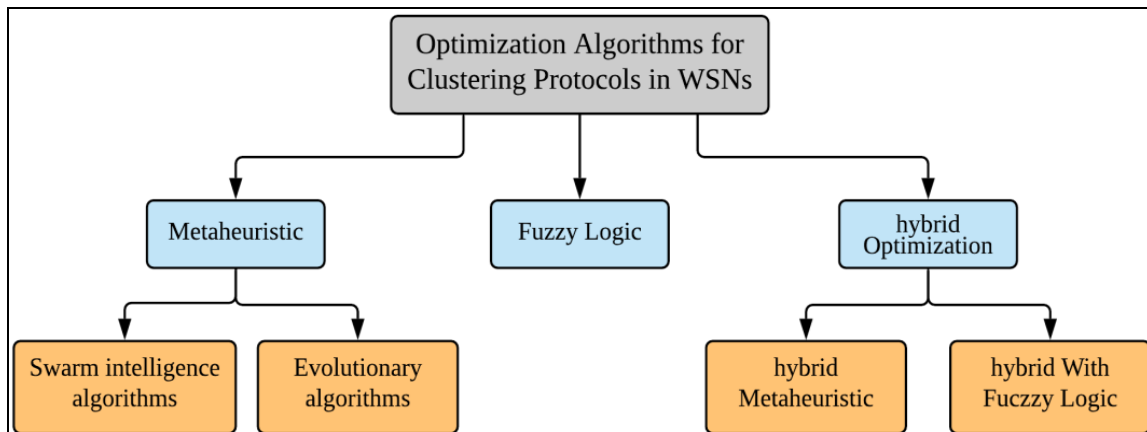 Optimization Algorithms for
Clustering Protocols in WSNs
Metaheuristic
Fuzzy Logic
hybrid
Optimization
Swarm intelligence
algorithms
Evolutionary
algorithms
hybrid
Metaheuristic
hybrid With
Fuczzy Logic